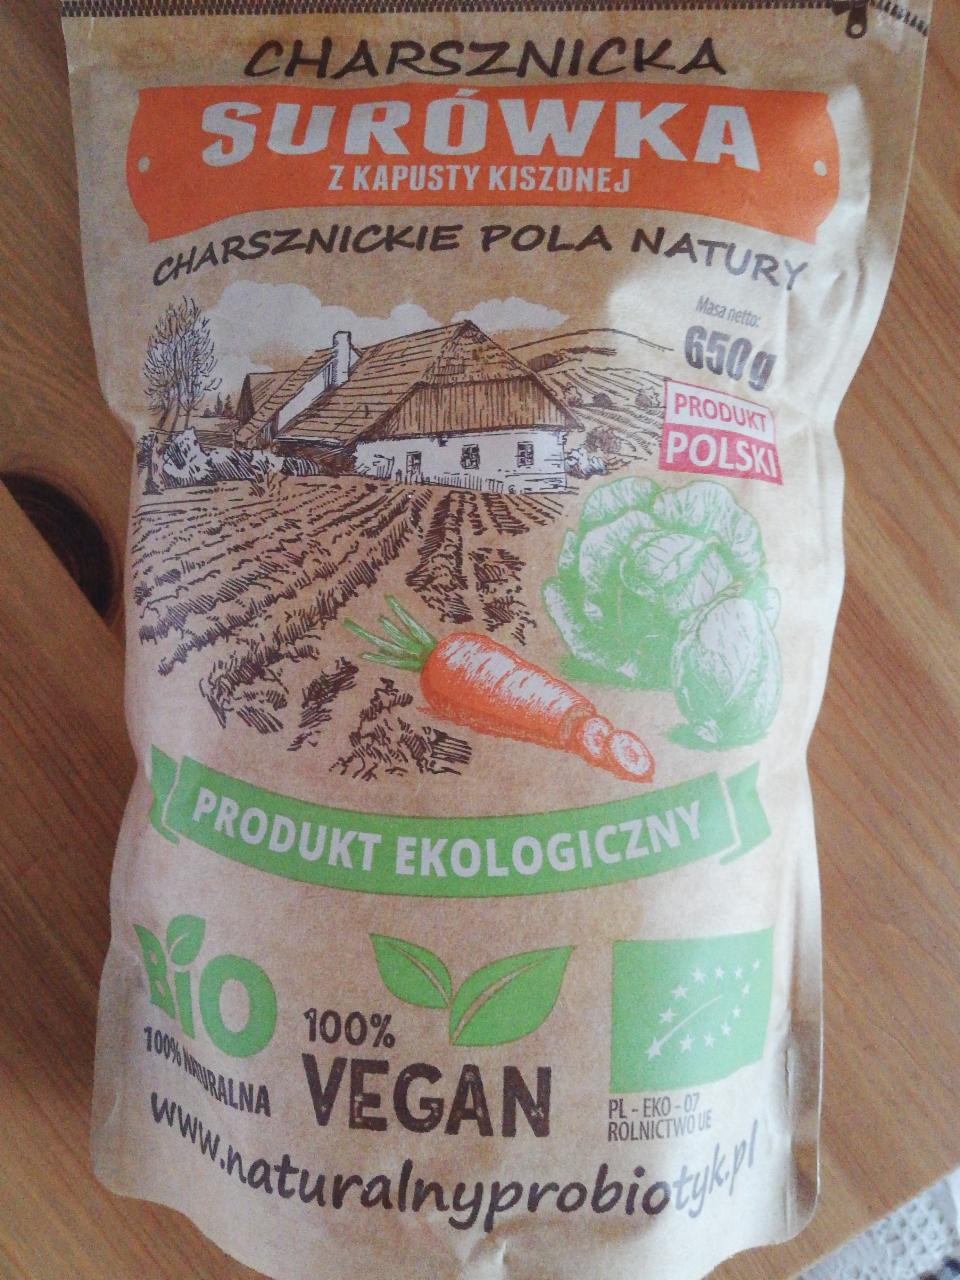 CHARSZNICKA
SURÓWKA
Z KAPUSTY KISZONEJ
CHARSZNICKIE POLA NATURY
Masa netto:
650g
PRODUKT
POLSKI
PRODUKT EKOLOGICZNY
BiO
100% NATURALNA
100%
VEGAN
PL - EKO - 07
ROLNICTWO UE
www.naturalnyprobiotyk.pl